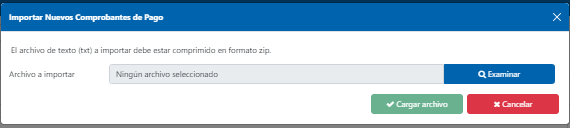 Importar Nuevos Comprobantes de Pago
El archivo de texto (txt) a importar debe estar comprimido en formato zip.
Archivo a importar
Ningún archivo seleccionado
Examinar
Cargar archivo
Cancelar